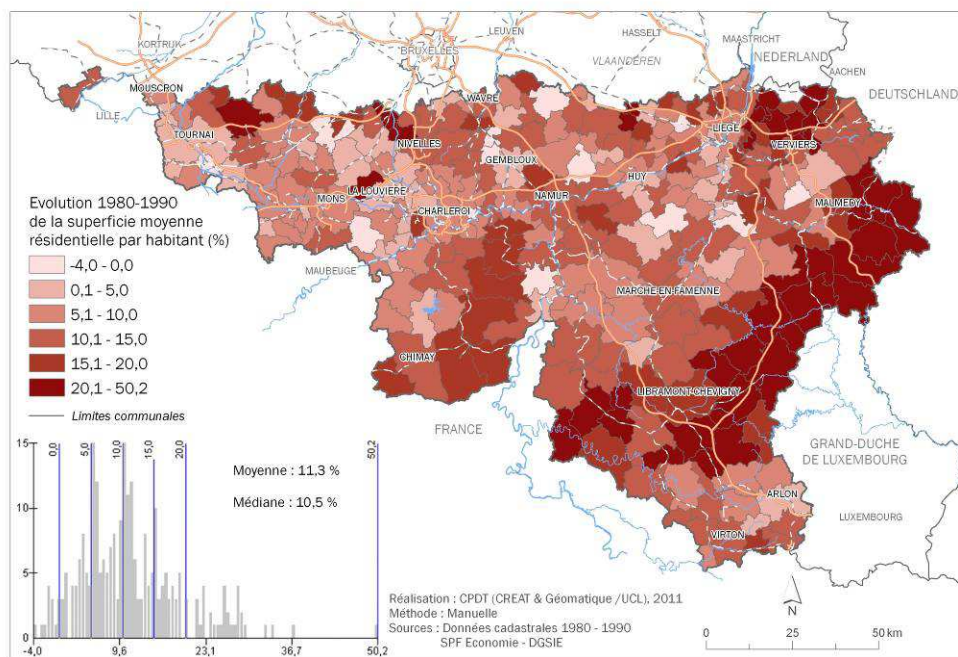 KORTRIJK
LEUVEN
HASSELT
MAASTRICHT
BRUXELLES
VLAANDEREN
NEDERLAND
AACHEN
MOUSCRON
WAVRE
DEUTSCHLAND
LILLE
TOURNAI
LIEGE
NIVELLES
VERVIERS
GEMBLOUX
HUY
LA LOUVIERE
NAMUR
MALMEDY
MONS
CHARLEROI
MAUBEUGE
MARCHE-EN-FAMENNE
CHIMAY
LIBRAMONT-CHEVIGNY
FRANCE
GRAND-DUCHE
DE LUXEMBOURG
ARLON
LUXEMBOURG
VIRTON
Evolution 1980-1990
de la superficie moyenne
résidentielle par habitant (%)
-4,0 - 0,0
0,1 - 5,0
5,1 - 10,0
10,1 - 15,0
15,1 - 20,0
20,1 - 50,2
Limites communales
15
10
5
0
0,0
5,0
10,0
15,0
20,0
50,2
Moyenne : 11,3 %
Médiane : 10,5 %
-4,0
9,6
23,1
36,7
50,2
Réalisation : CPDT (CREAT & Géomatique /UCL), 2011
Méthode : Manuelle
Sources : Données cadastrales 1980 - 1990
SPF Economie - DGSIE
N
0
25
50 km